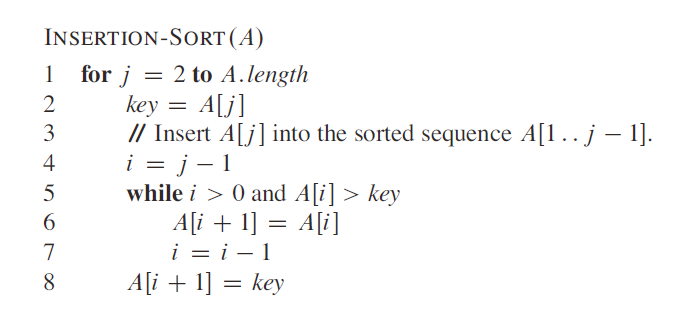 INSERTION-SORT(A)
1 for j = 2 to A.length
2 key = A[j]
3 // Insert A[j] into the sorted sequence A[1 . . j − 1].
4 i = j − 1
5 while i > 0 and A[i] > key
6 A[i + 1] = A[i]
7 i = i − 1
8 A[i + 1] = key